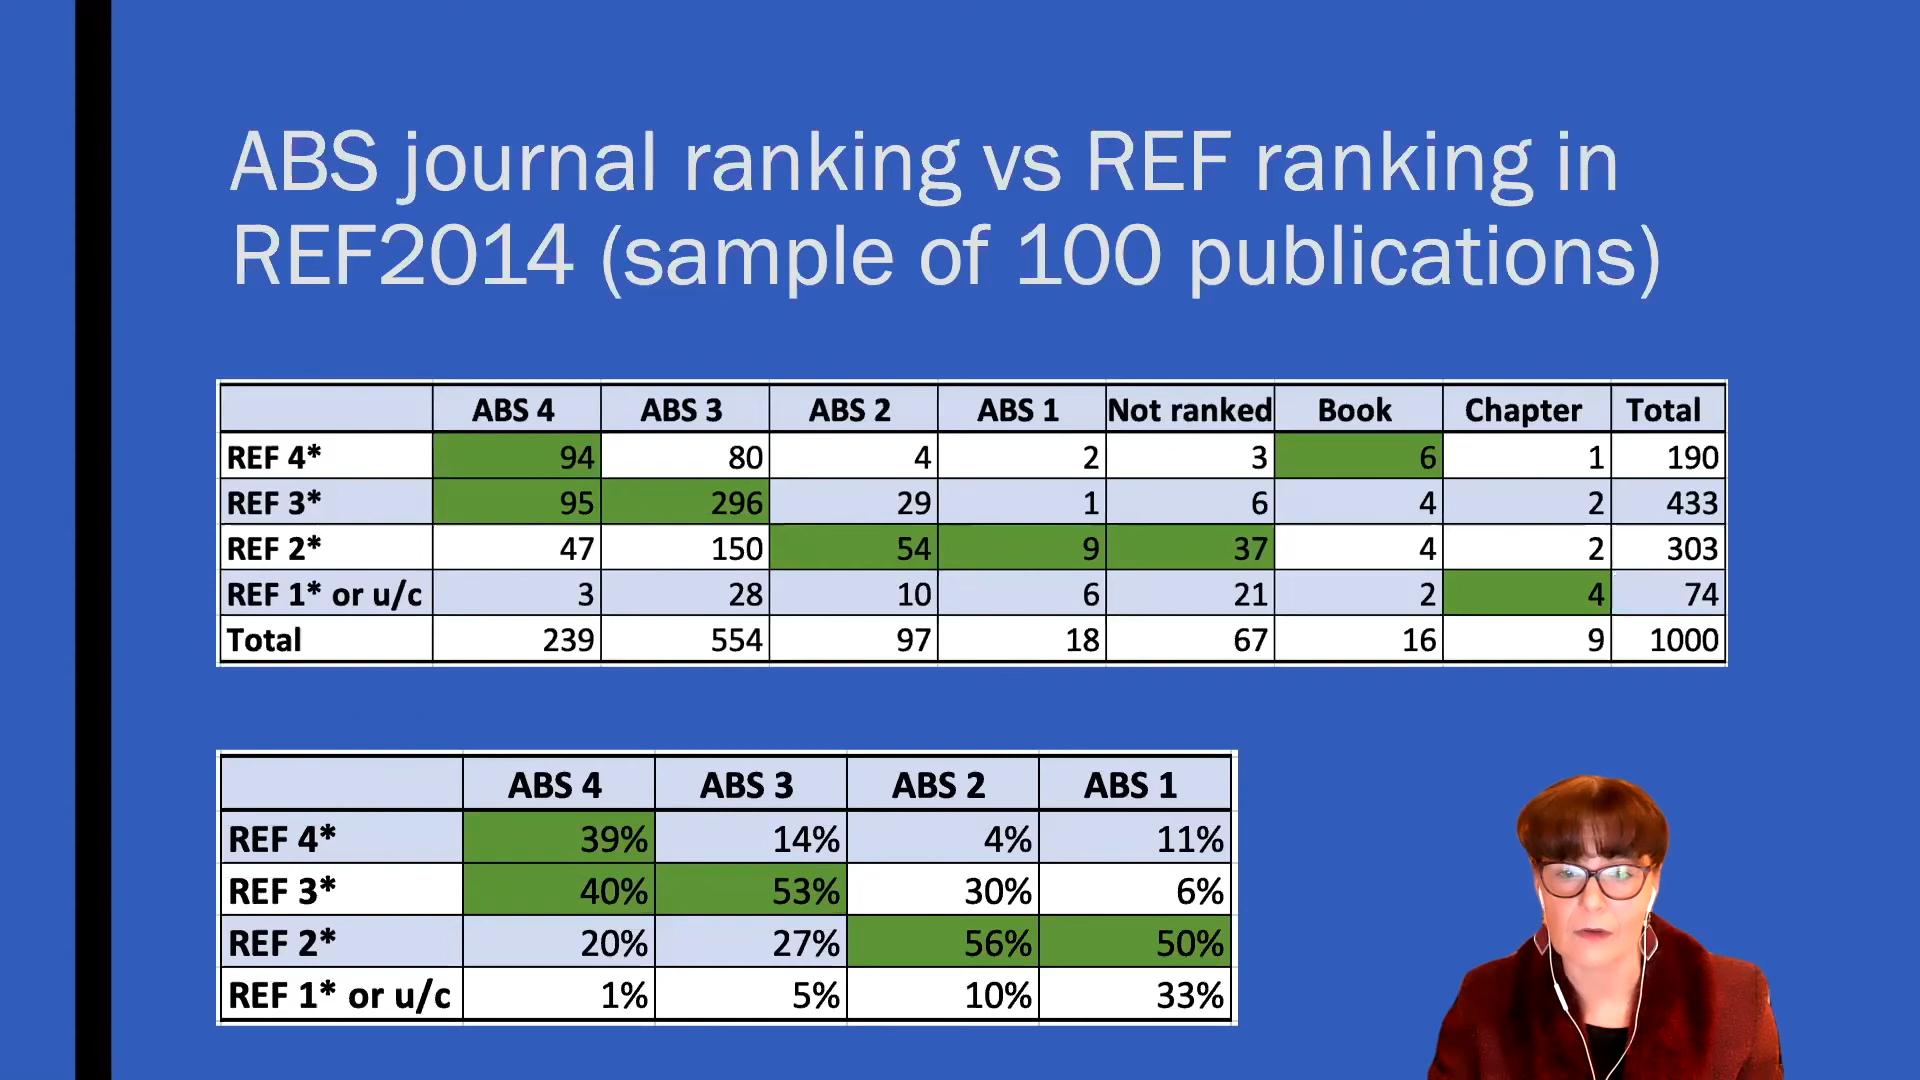 ABS journal ranking vs REF ranking in
REF2014 (sample of 100 publications)
ABS 4 ABS 3 ABS 2 ABS 1 Not ranked Book Chapter Total
REF 4* 94 80 4 2 3 6 1 190
REF 3* 95 296 29 1 6 4 2 433
REF 2* 47 150 54 9 37 4 2 303
REF 1* or u/c 3 28 10 6 21 2 4 74
Total 239 554 97 18 67 16 9 1000
ABS 4 ABS 3 ABS 2 ABS 1
REF 4* 39% 14% 4% 11%
REF 3* 40% 53% 30% 6%
REF 2* 20% 27% 56% 50%
REF 1* or u/c 1% 5% 10% 33%